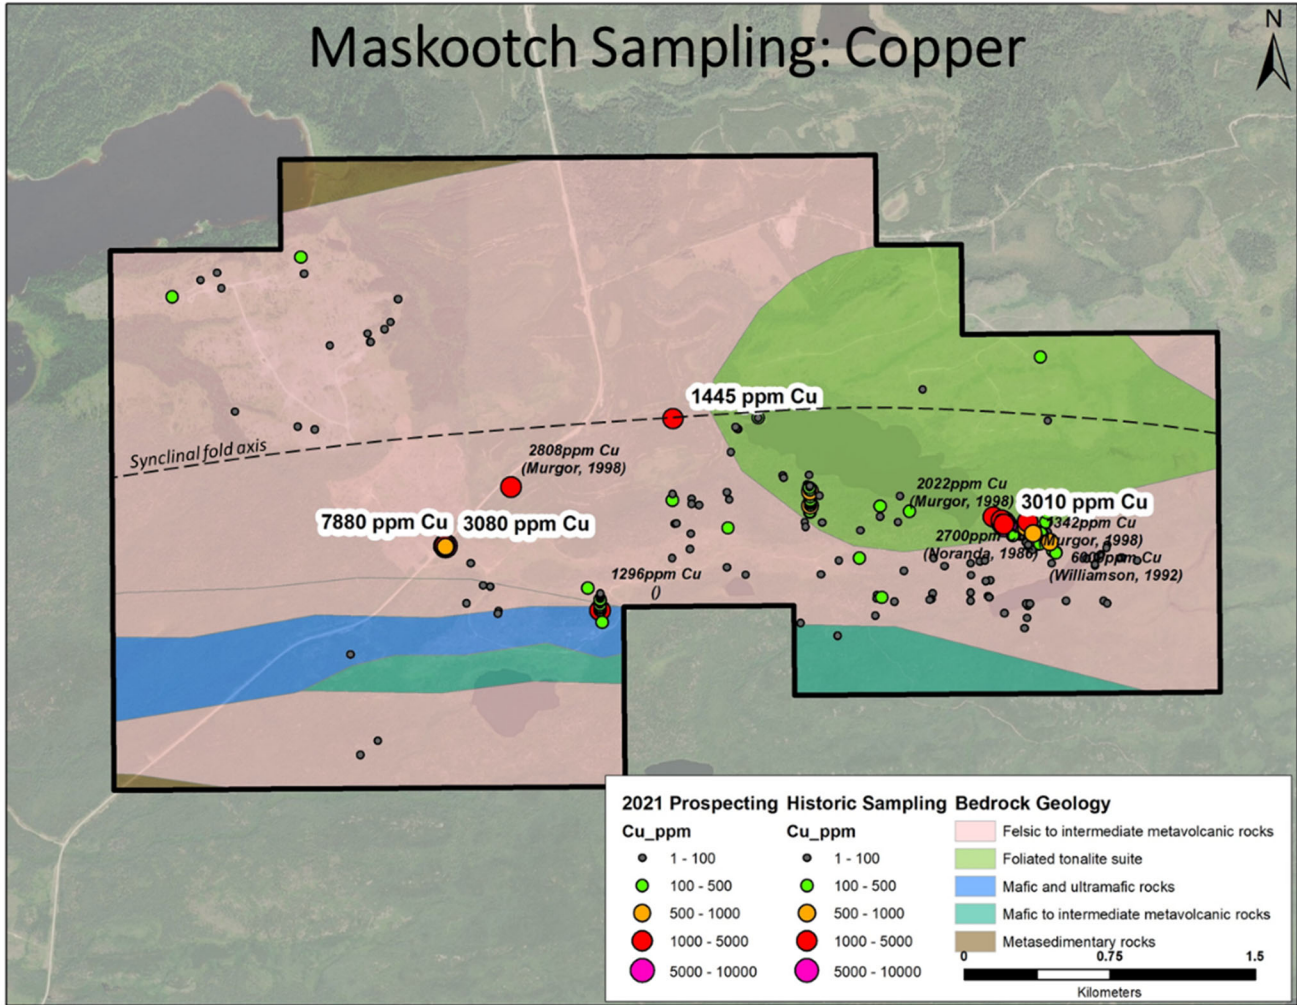 Maskootch Sampling: Copper
N
1445 ppm Cu
Synclinal fold axis
2808ppm Cu
(Murgor, 1998)
7880 ppm Cu
3080 ppm Cu
2022ppm Cu
(Murgor, 1998)
3010 ppm Cu
342ppm Cu
(Murgor, 1998)
2700ppm
(Noranda, 1986)
ppm Cu
(Williamson, 1992)
1296ppm Cu
()
2021 Prospecting
Cu_ppm
1 - 100
100 - 500
500 - 1000
1000 - 5000
5000 - 10000
Historic Sampling
Cu_ppm
1 - 100
100 - 500
500 - 1000
1000 - 5000
5000 - 10000
Bedrock Geology
Felsic to intermediate metavolcanic rocks
Foliated tonalite suite
Mafic and ultramafic rocks
Mafic to intermediate metavolcanic rocks
Metasedimentary rocks
0 0.75 1.5
Kilometers